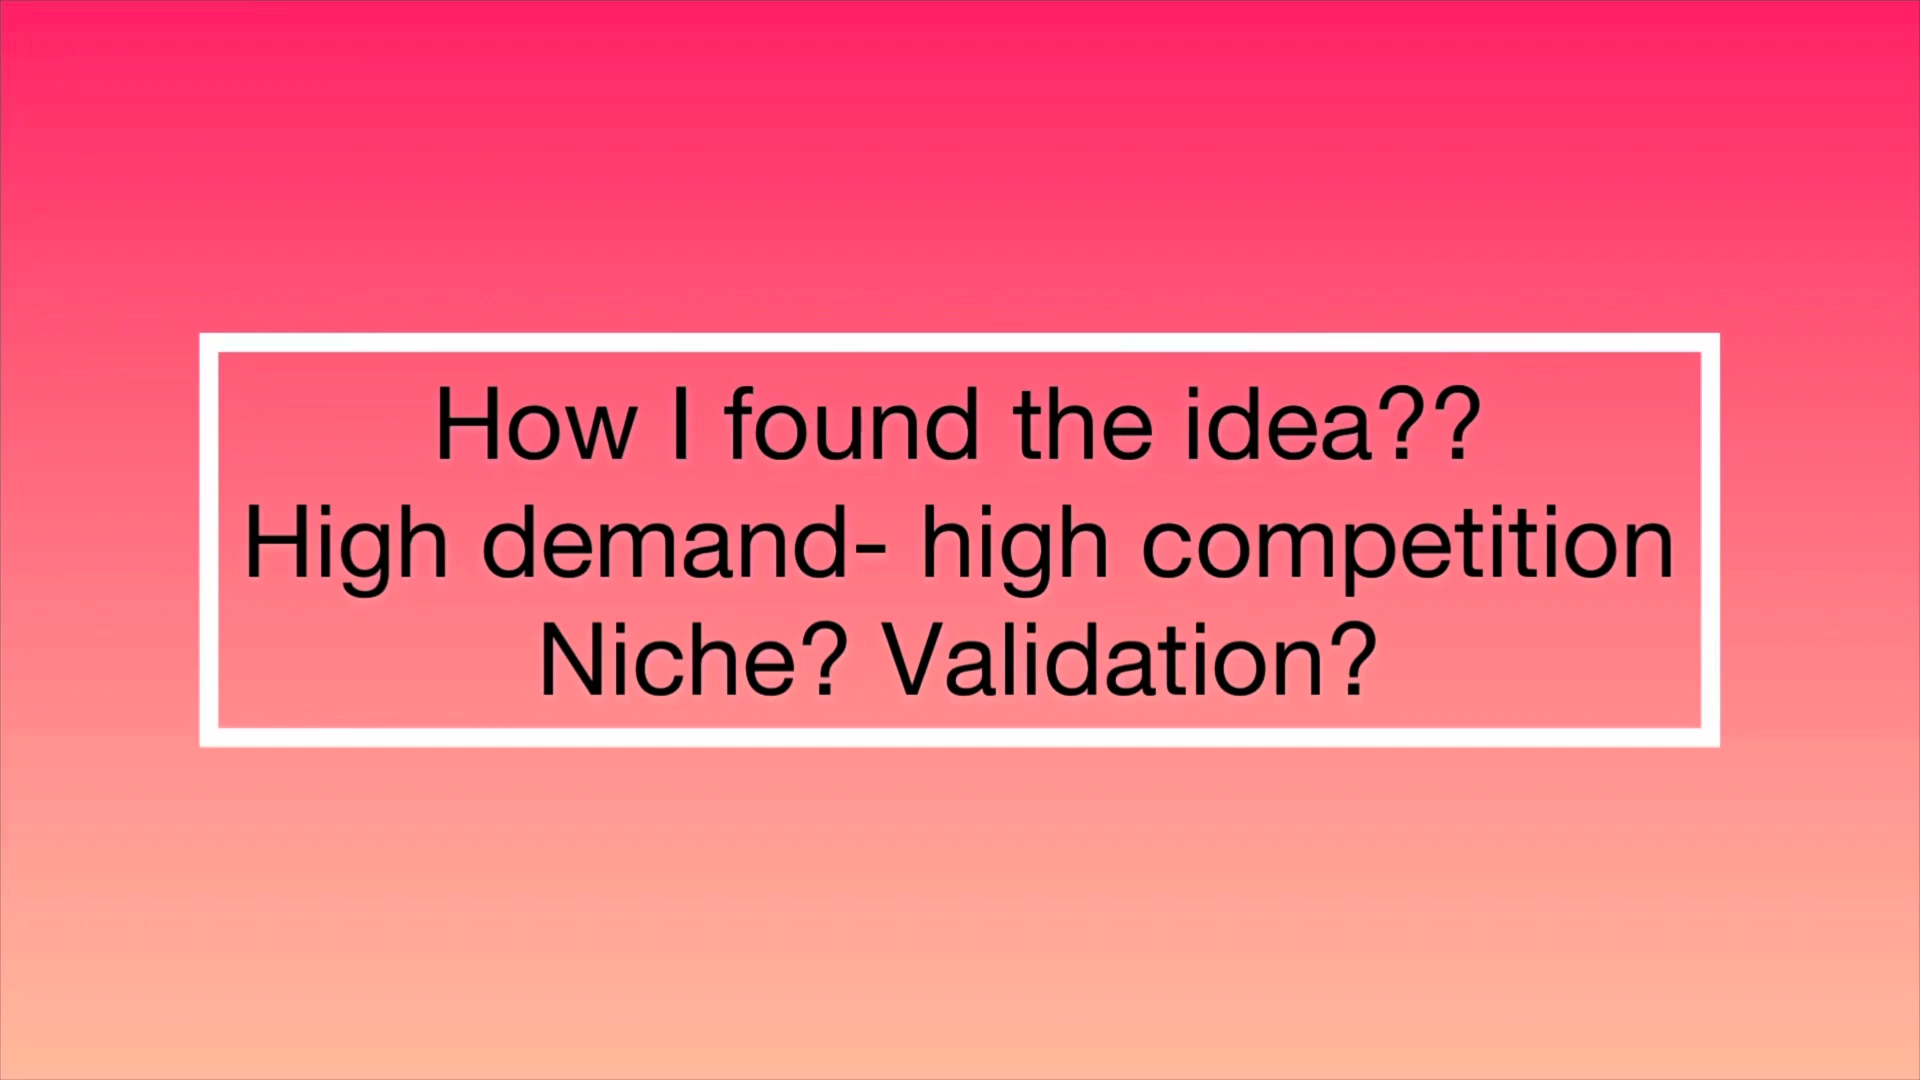 How I found the idea??
High demand- high competition
Niche? Validation?